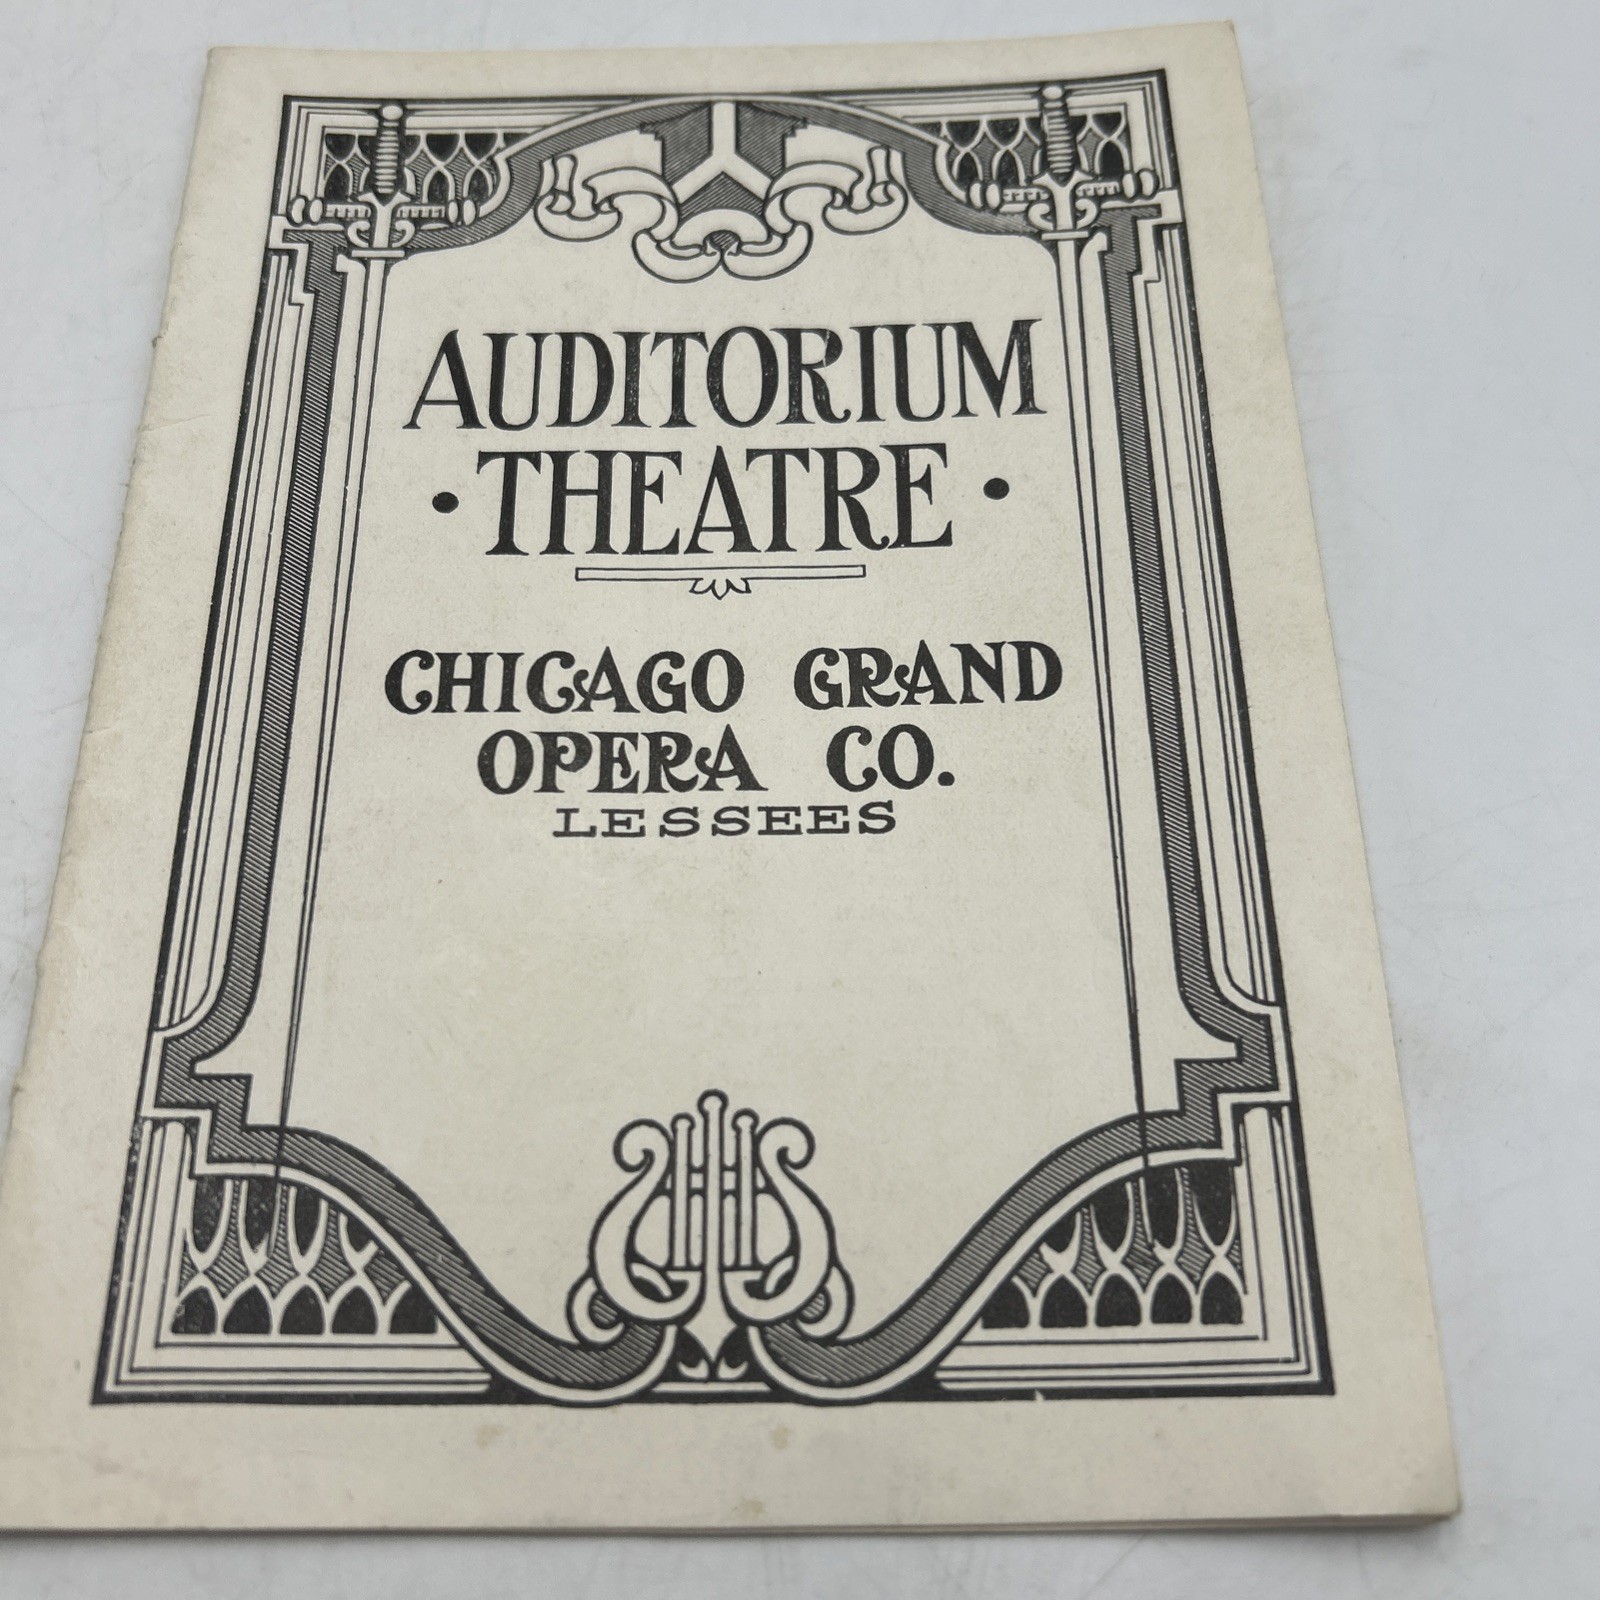 AUDITORIUM
• THEATRE •
CHICAGO GRAND
OPERA CO.
LESSEES